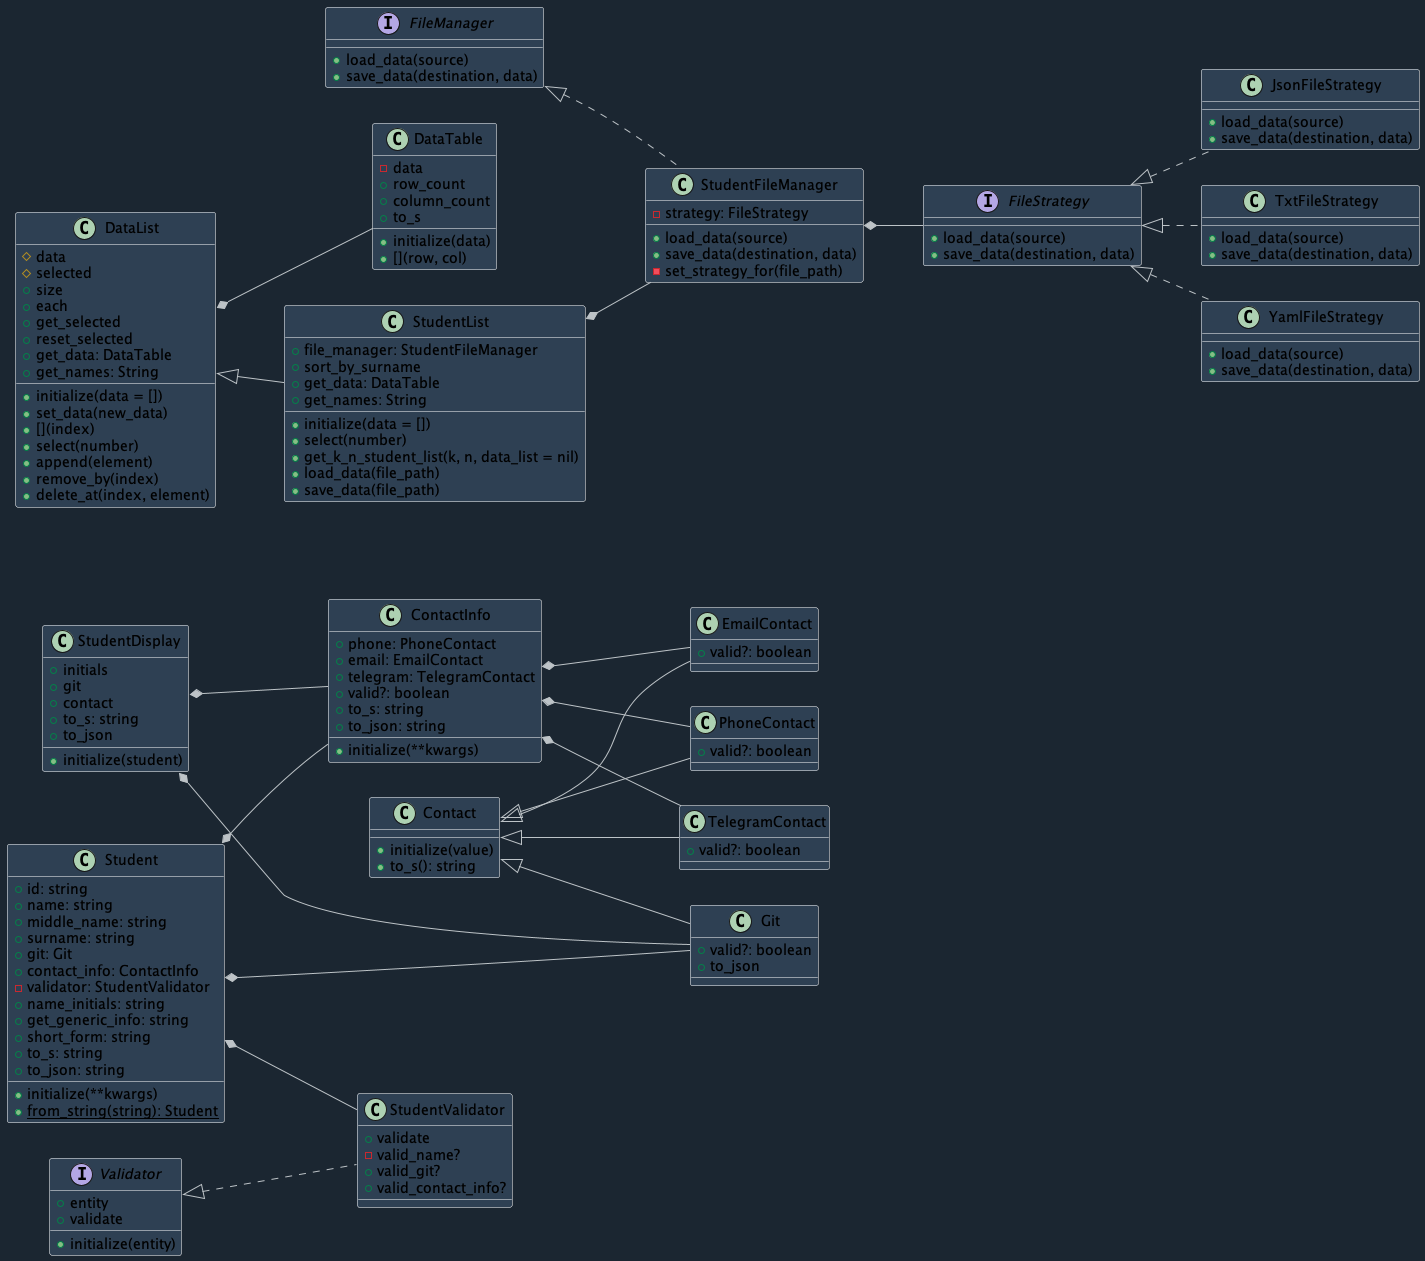 I FileManager
load_data(source)
save_data(destination, data)
C JsonFileStrategy
load_data(source)
save_data(destination, data)
C DataTable
data
row_count
column_count
to_s
initialize(data)
[](row, col)
C StudentFileManager
strategy: FileStrategy
load_data(source)
save_data(destination, data)
set_strategy_for(file_path)
I FileStrategy
load_data(source)
save_data(destination, data)
C TxtFileStrategy
load_data(source)
save_data(destination, data)
C DataList
data
selected
size
each
get_selected
reset_selected
get_data: DataTable
get_names: String
initialize(data = [])
set_data(new_data)
[](index)
select(number)
append(element)
remove_by(index)
delete_at(index, element)
C StudentList
file_manager: StudentFileManager
sort_by_surname
get_data: DataTable
get_names: String
initialize(data = [])
select(number)
get_k_n_student_list(k, n, data_list = nil)
load_data(file_path)
save_data(file_path)
C YamlFileStrategy
load_data(source)
save_data(destination, data)
C StudentDisplay
initials
git
contact
to_s: string
to_json
initialize(student)
C ContactInfo
phone: PhoneContact
email: EmailContact
telegram: TelegramContact
valid?: boolean
to_s: string
to_json: string
initialize(**kwargs)
C EmailContact
valid?: boolean
C PhoneContact
valid?: boolean
C Contact
initialize(value)
to_s(): string
C TelegramContact
valid?: boolean
C Student
id: string
name: string
middle_name: string
surname: string
git: Git
contact_info: ContactInfo
validator: StudentValidator
name_initials: string
get_generic_info: string
short_form: string
to_s: string
to_json: string
initialize(**kwargs)
from_string(string): Student
C Git
valid?: boolean
to_json
C StudentValidator
validate
valid_name?
valid_git?
valid_contact_info?
I Validator
entity
validate
initialize(entity)